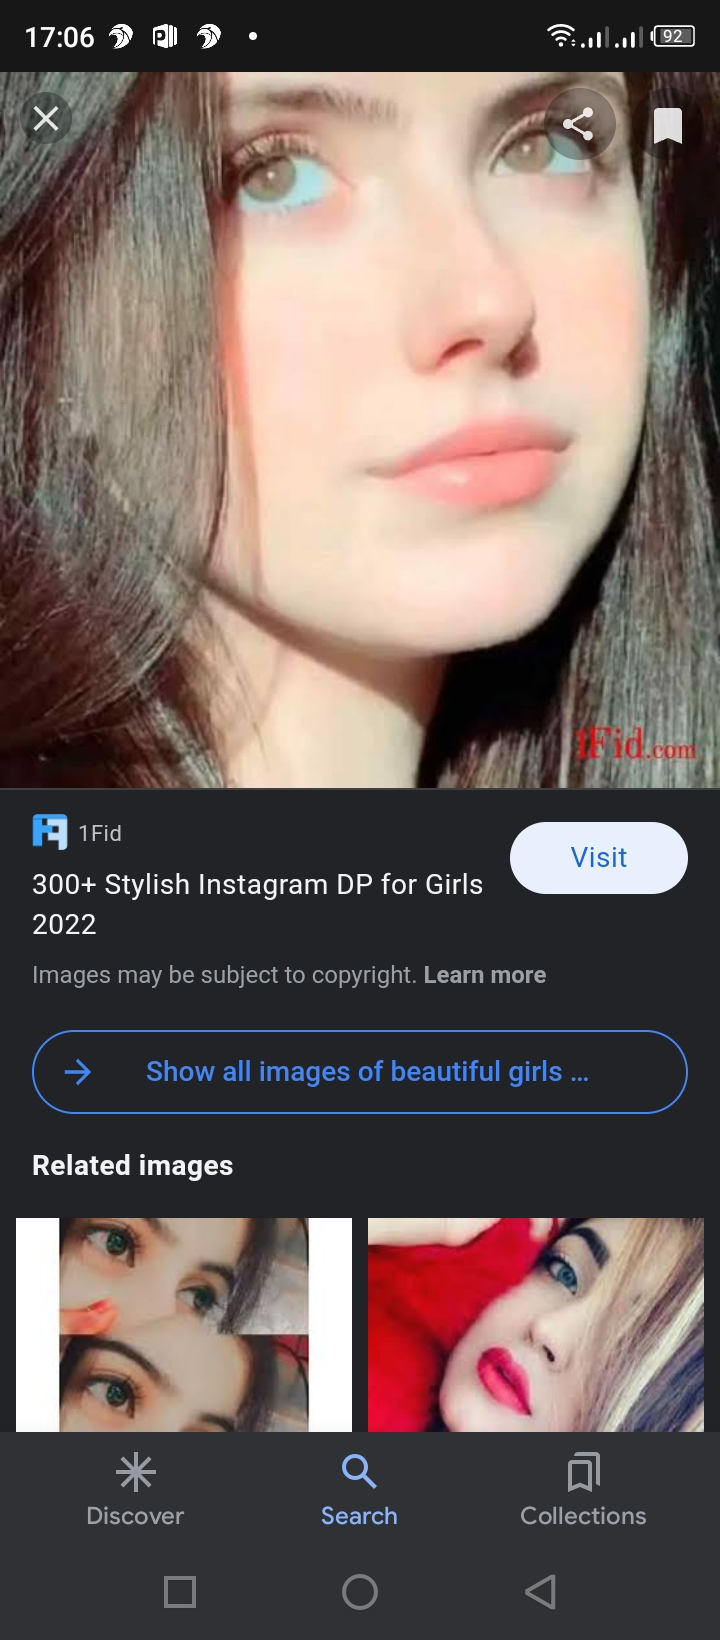 17:06
92
1Fid.com
1Fid
Visit
300+ Stylish Instagram DP for Girls
2022
Images may be subject to copyright. Learn more
Show all images of beautiful girls ...
Related images
Discover
Search
Collections